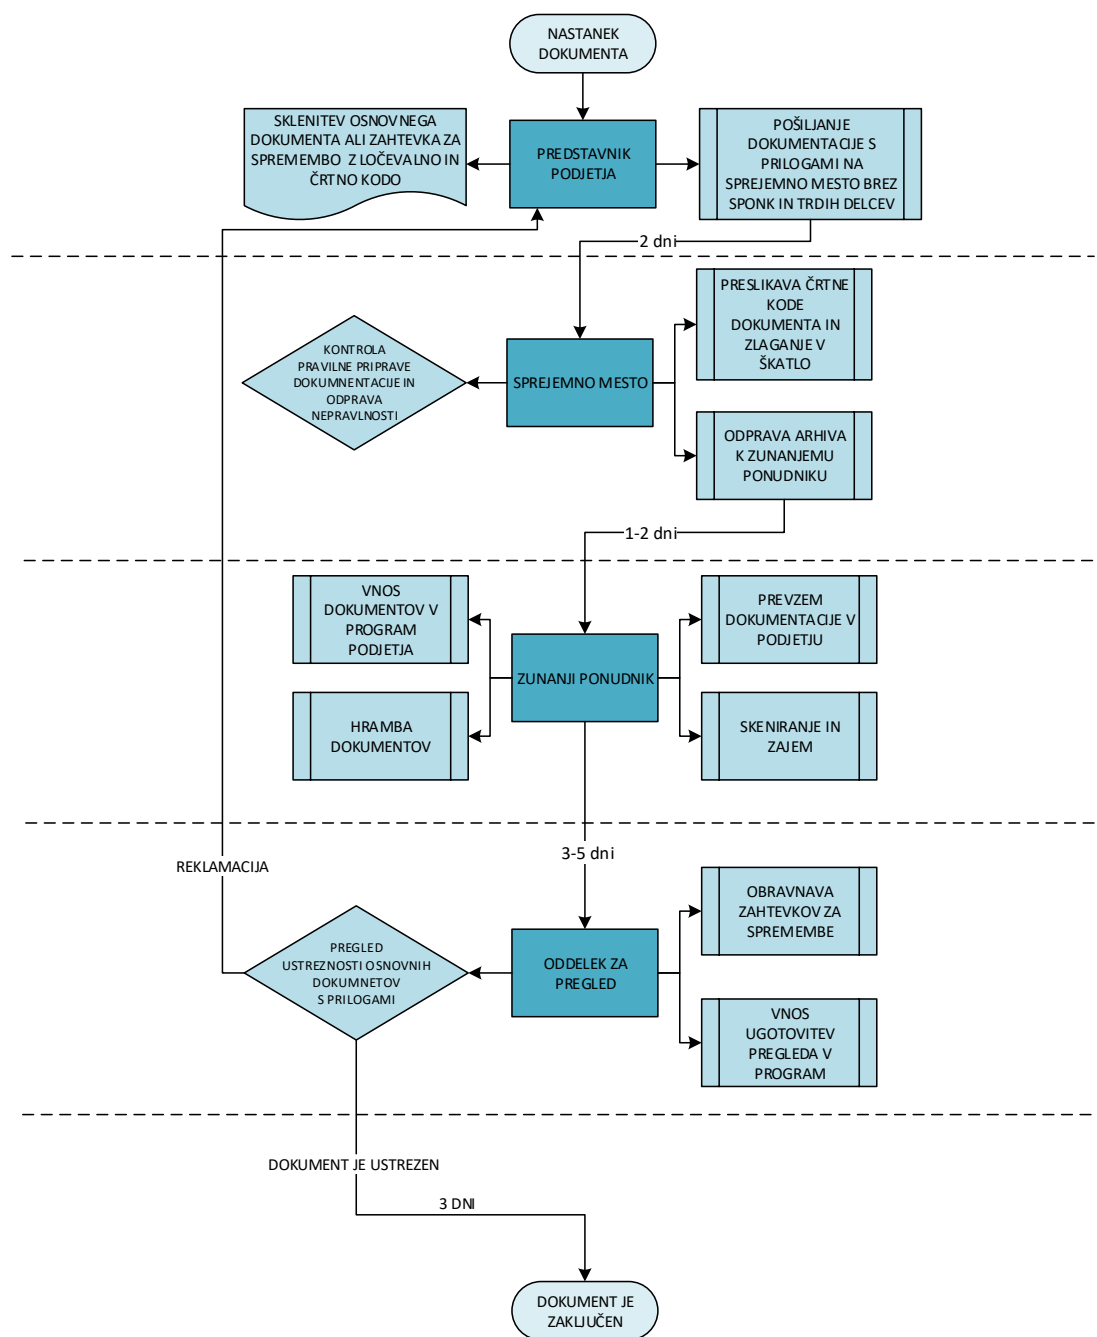 NASTANEK
DOKUMENTA
SKLENITEV OSNOVNEGA
DOKUMENTA ALI ZAHTEVKA ZA
SPREMEMBO Z LOČEVALNO IN
ČRTNO KODO
PREDSTAVNIK
PODJETJA
POŠILJANJE
DOKUMENTACIJE S
PRILOGAMI NA
SPREJEMNO MESTO BREZ
SPONK IN TRDIH DELCEV
2 dni
KONTROLA
PRAVILNE PRIPRAVE
DOKUMNENTACIJE IN
ODPRAVA
NEPRAVLNOSTI
SPREJEMNO MESTO
PRESLIKAVA ČRTNE
KODE
DOKUMENTA IN
ZLAGANJE V
ŠKATLO
ODPRAVA ARHIVA
K ZUNANJEMU
PONUDNIKU
1-2 dni
VNOS
DOKUMENTOV V
PROGRAM
PODJETJA
HRAMBA
DOKUMENTOV
ZUNANJI PONUDNIK
PREVZEM
DOKUMENTACIJE V
PODJETJU
SKENIRANJE IN
ZAJEM
3-5 dni
REKLAMACIJA
PREGLED
USTREZNOSTI OSNOVNIH
DOKUMNETOV
S PRILOGAMI
ODDELEK ZA
PREGLED
OBRAVNAVA
ZAHTEVKOV ZA
SPREMEMBE
VNOS
UGOTOVITEV
PREGLEDA V
PROGRAM
DOKUMENT JE USTREZEN
3 DNI
DOKUMENT JE
ZAKLJUČEN